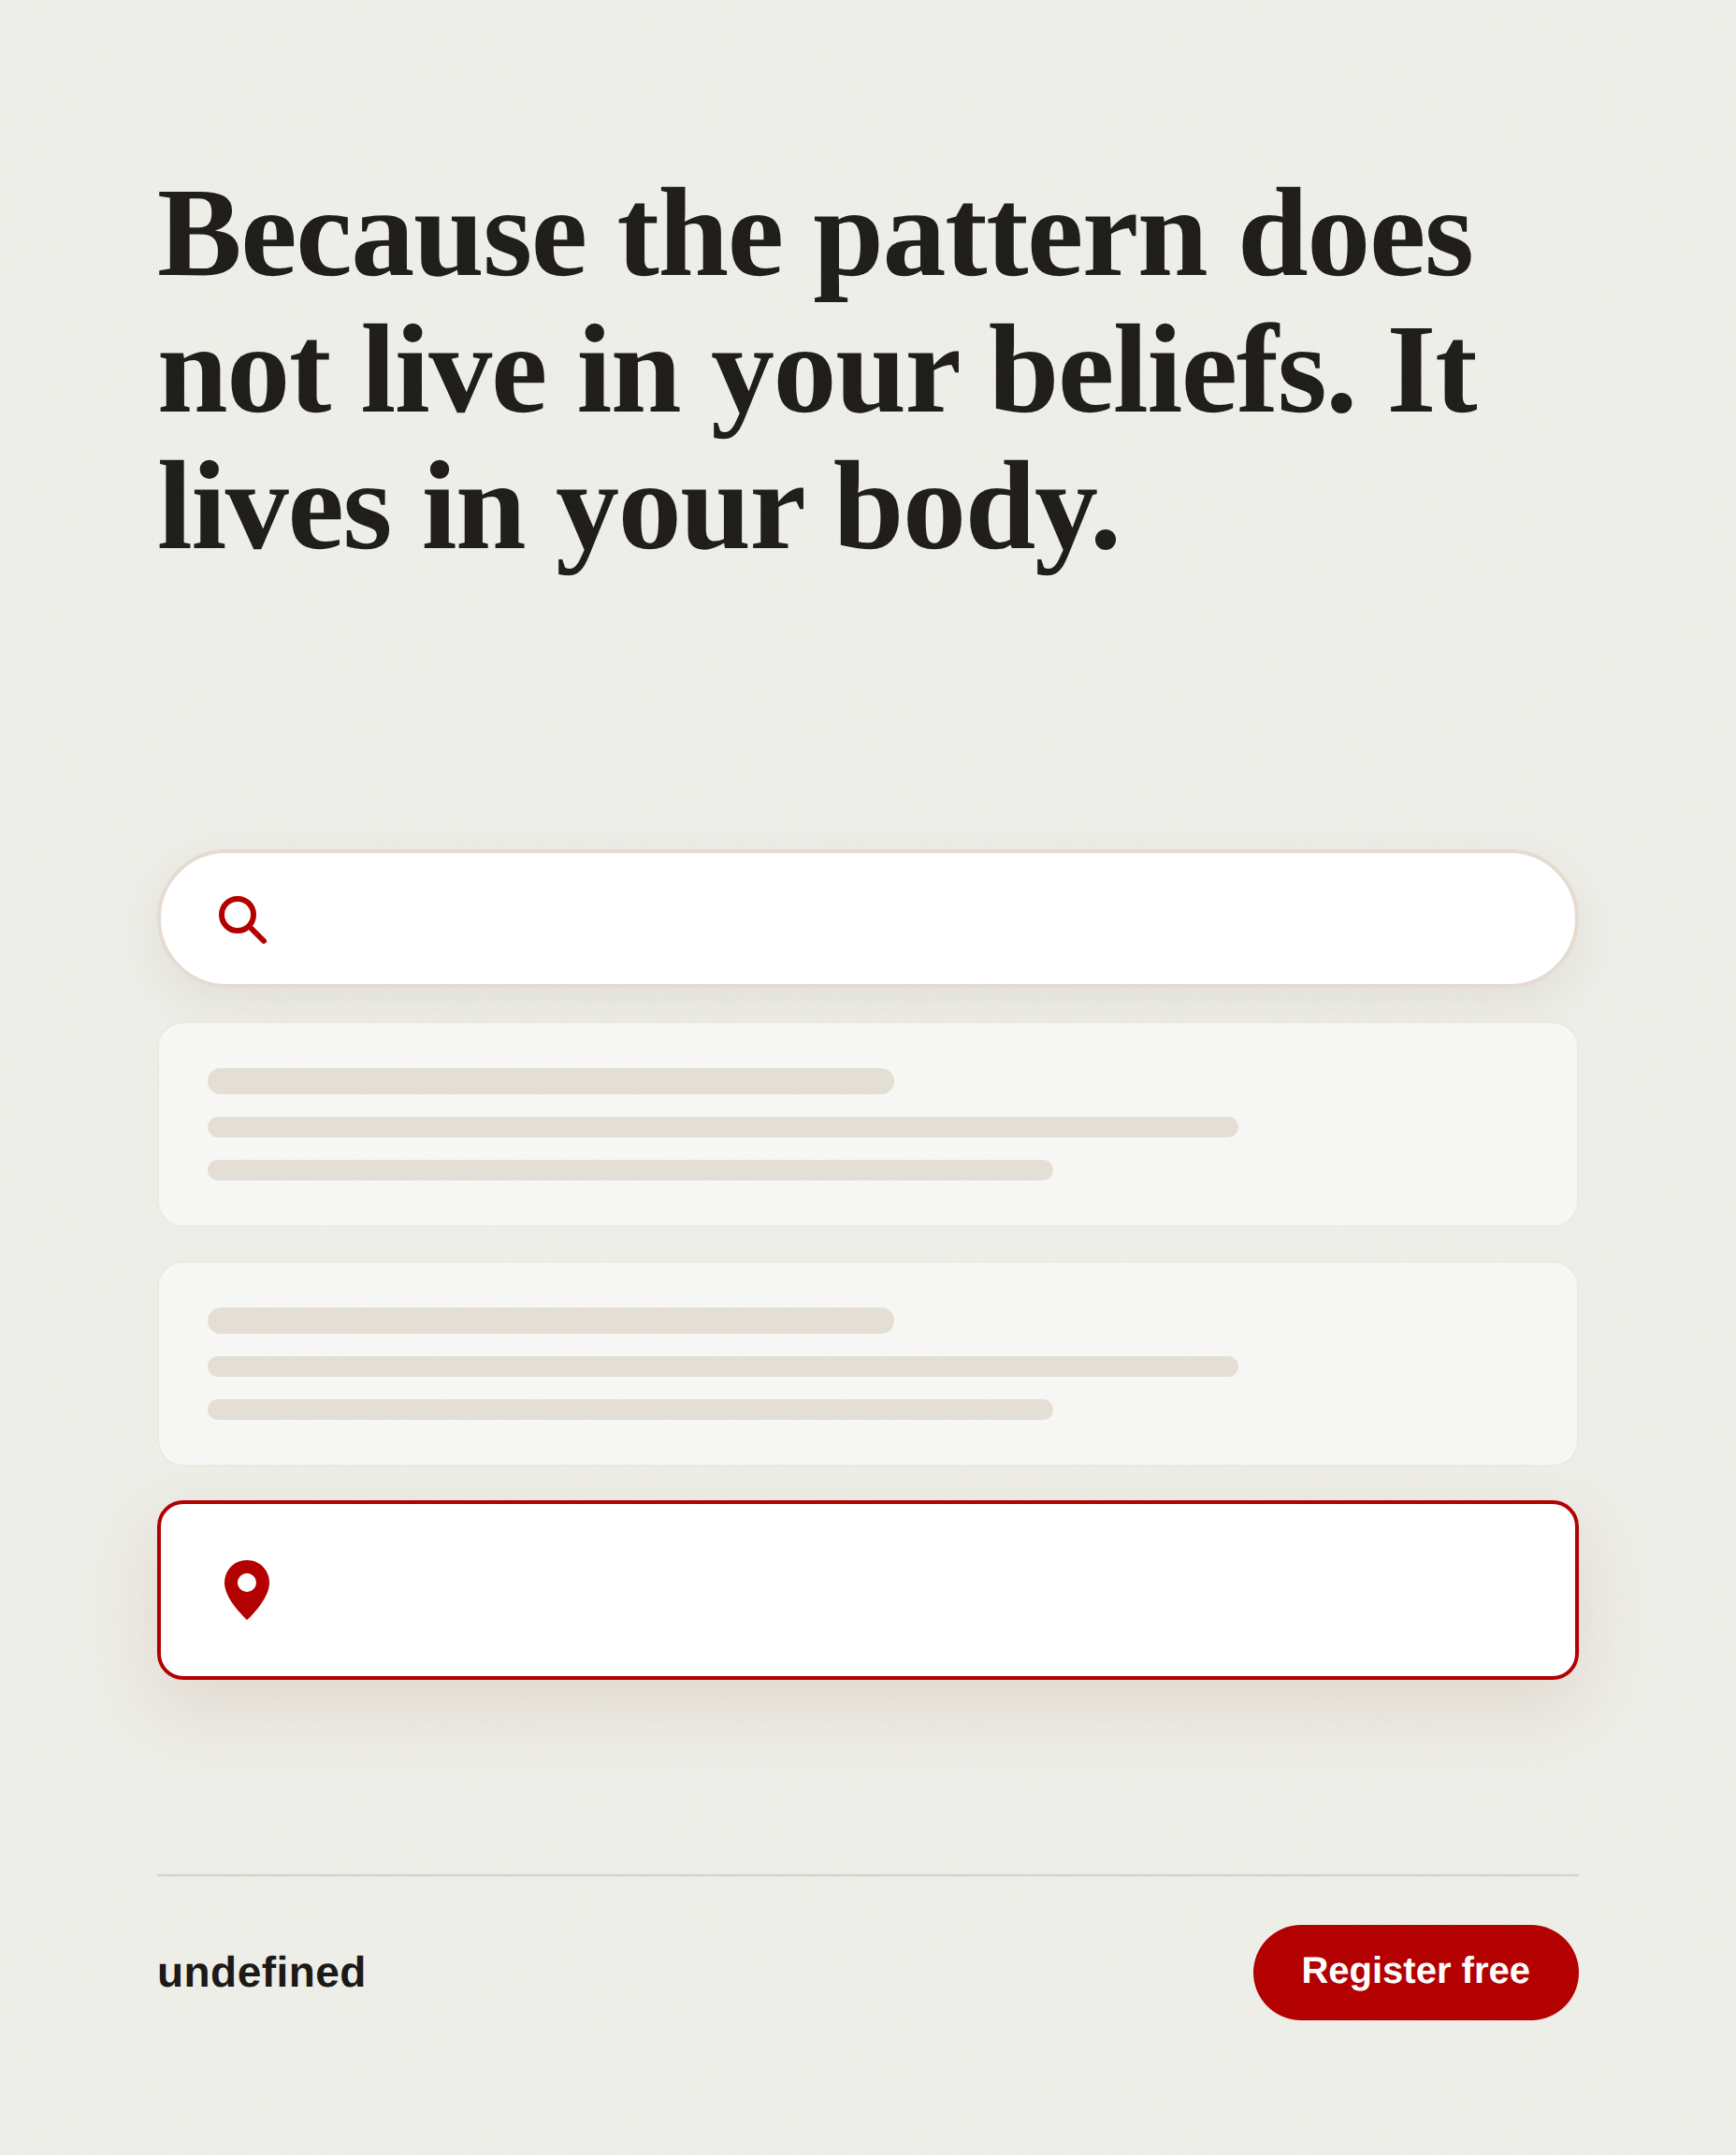 Because the pattern does
not live in your beliefs. It
lives in your body.
undefined
Register free